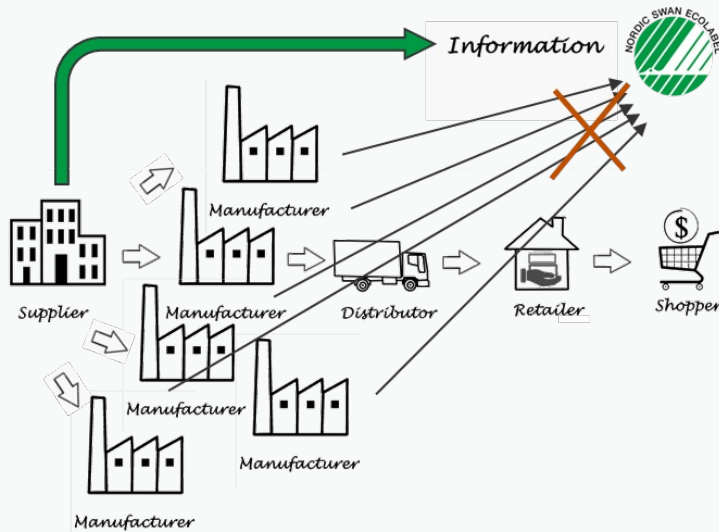 Information
NORDIC SWAN ECOLABEL
Manufacturer
Supplier
Manufacturer
Distributor
Retailer
$
Shopper
Manufacturer
Manufacturer
Manufacturer